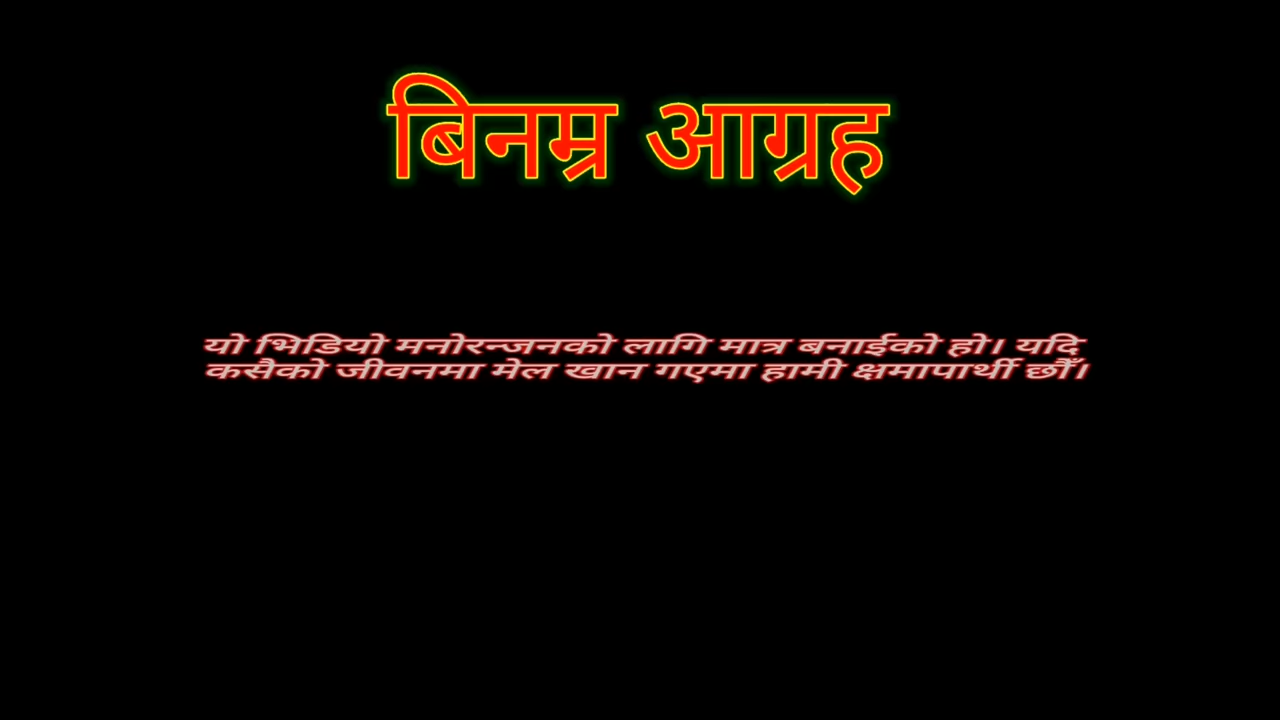 बिनम्र आग्रह
यो भिडियो मनोरन्जनको लागि मात्र बनाईको हो। यदि
कसैको जीवनमा मेल खान गएमा हामी क्षमापार्थी छौँ।